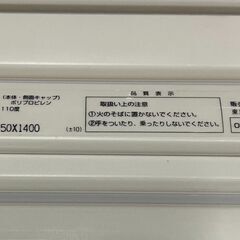 品質表示
(本体・側面キャップ)
ポリプロピレン
110度
50X1400 (±10)
取扱い上の注意
①火のそばに置かないでください。
②手をついたり、乗ったりしないでください。